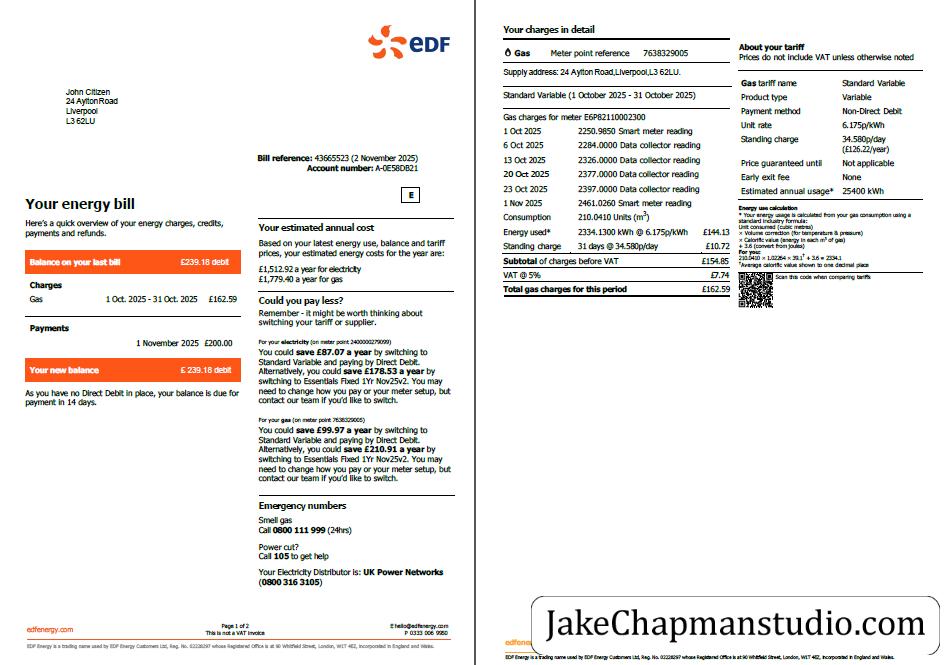 eDF
John Citizen
24 Aylton Road
Liverpool
L3 62LU
Bill reference: 43665523 (2 November 2025)
Account number: A-0E58DB21
E
Your energy bill
Here's a quick overview of your energy charges, credits,
payments and refunds.
Balance on your last bill £239.18 debit
Charges
Gas 1 Oct. 2025 - 31 Oct. 2025 £162.59
Payments
1 November 2025 £200.00
Your new balance £ 239.18 debit
As you have no Direct Debit in place, your balance is due for
payment in 14 days.
Your estimated annual cost
Based on your latest energy use, balance and tariff
prices, your estimated energy costs for the year are:
£1,512.92 a year for electricity
£1,779.40 a year for gas
Could you pay less?
Remember - it might be worth thinking about
switching your tariff or supplier.
For your electricity (on meter point 2400000279099)
You could save £87.07 a year by switching to
Standard Variable and paying by Direct Debit.
Alternatively, you could save £178.53 a year by
switching to Essentials Fixed 1Yr Nov25v2. You may
need to change how you pay or your meter setup, but
contact our team if you'd like to switch.
For your gas (on meter point 7638329005)
You could save £99.97 a year by switching to
Standard Variable and paying by Direct Debit.
Alternatively, you could save £210.91 a year by
switching to Essentials Fixed 1Yr Nov25v2. You may
need to change how you pay or your meter setup, but
contact our team if you'd like to switch.
Emergency numbers
Smell gas
Call 0800 111 999 (24hrs)
Power cut?
Call 105 to get help
Your Electricity Distributor is: UK Power Networks
(0800 316 3105)
edfenergy.com
Page 1 of 2
This is not a VAT invoice
E hello@edfenergy.com
P 0333 006 9950
EDF Energy is a trading name used by EDF Energy Customers Ltd, Reg. No. 02228297 whose Registered Office is at 90 Whitfield Street, London, W1T 4EZ, Incorporated in England and Wales.
Your charges in detail
Gas Meter point reference 7638329005
Supply address: 24 Aylton Road,Liverpool,L3 62LU.
Standard Variable (1 October 2025 - 31 October 2025)
Gas charges for meter E6P82110002300
1 Oct 2025 2250.9850 Smart meter reading
6 Oct 2025 2284.0000 Data collector reading
13 Oct 2025 2326.0000 Data collector reading
20 Oct 2025 2377.0000 Data collector reading
23 Oct 2025 2397.0000 Data collector reading
1 Nov 2025 2461.0260 Smart meter reading
Consumption 210.0410 Units (m³)
Energy used* 2334.1300 kWh @ 6.175p/kWh £144.13
Standing charge 31 days @ 34.580p/day £10.72
Subtotal of charges before VAT £154.85
VAT @ 5% £7.74
Total gas charges for this period £162.59
About your tariff
Prices do not include VAT unless otherwise noted
Gas tariff name Standard Variable
Product type Variable
Payment method Non-Direct Debit
Unit rate 6.175p/kWh
Standing charge 34.580p/day
(£126.22/year)
Price guaranteed until Not applicable
Early exit fee None
Estimated annual usage* 25400 kWh
Energy use calculation
* Your energy usage is calculated from your gas consumption using a
standard industry formula:
Unit consumed (cubic metres)
× Volume correction (for temperature & pressure)
× Calorific value (energy in each m³ of gas)
÷ 3.6 (convert from joules)
For you:
210.0410 × 1.02264 × 39.1† ÷ 3.6 = 2334.1
†Average calorific value shown to one decimal place
Scan this code when comparing tariffs
JakeChapmanstudio.com
EDF Energy is a trading name used by EDF Energy Customers Ltd, Reg. No. 02228297 whose Registered Office is at 90 Whitfield Street, London, W1T 4EZ, Incorporated in England and Wales.